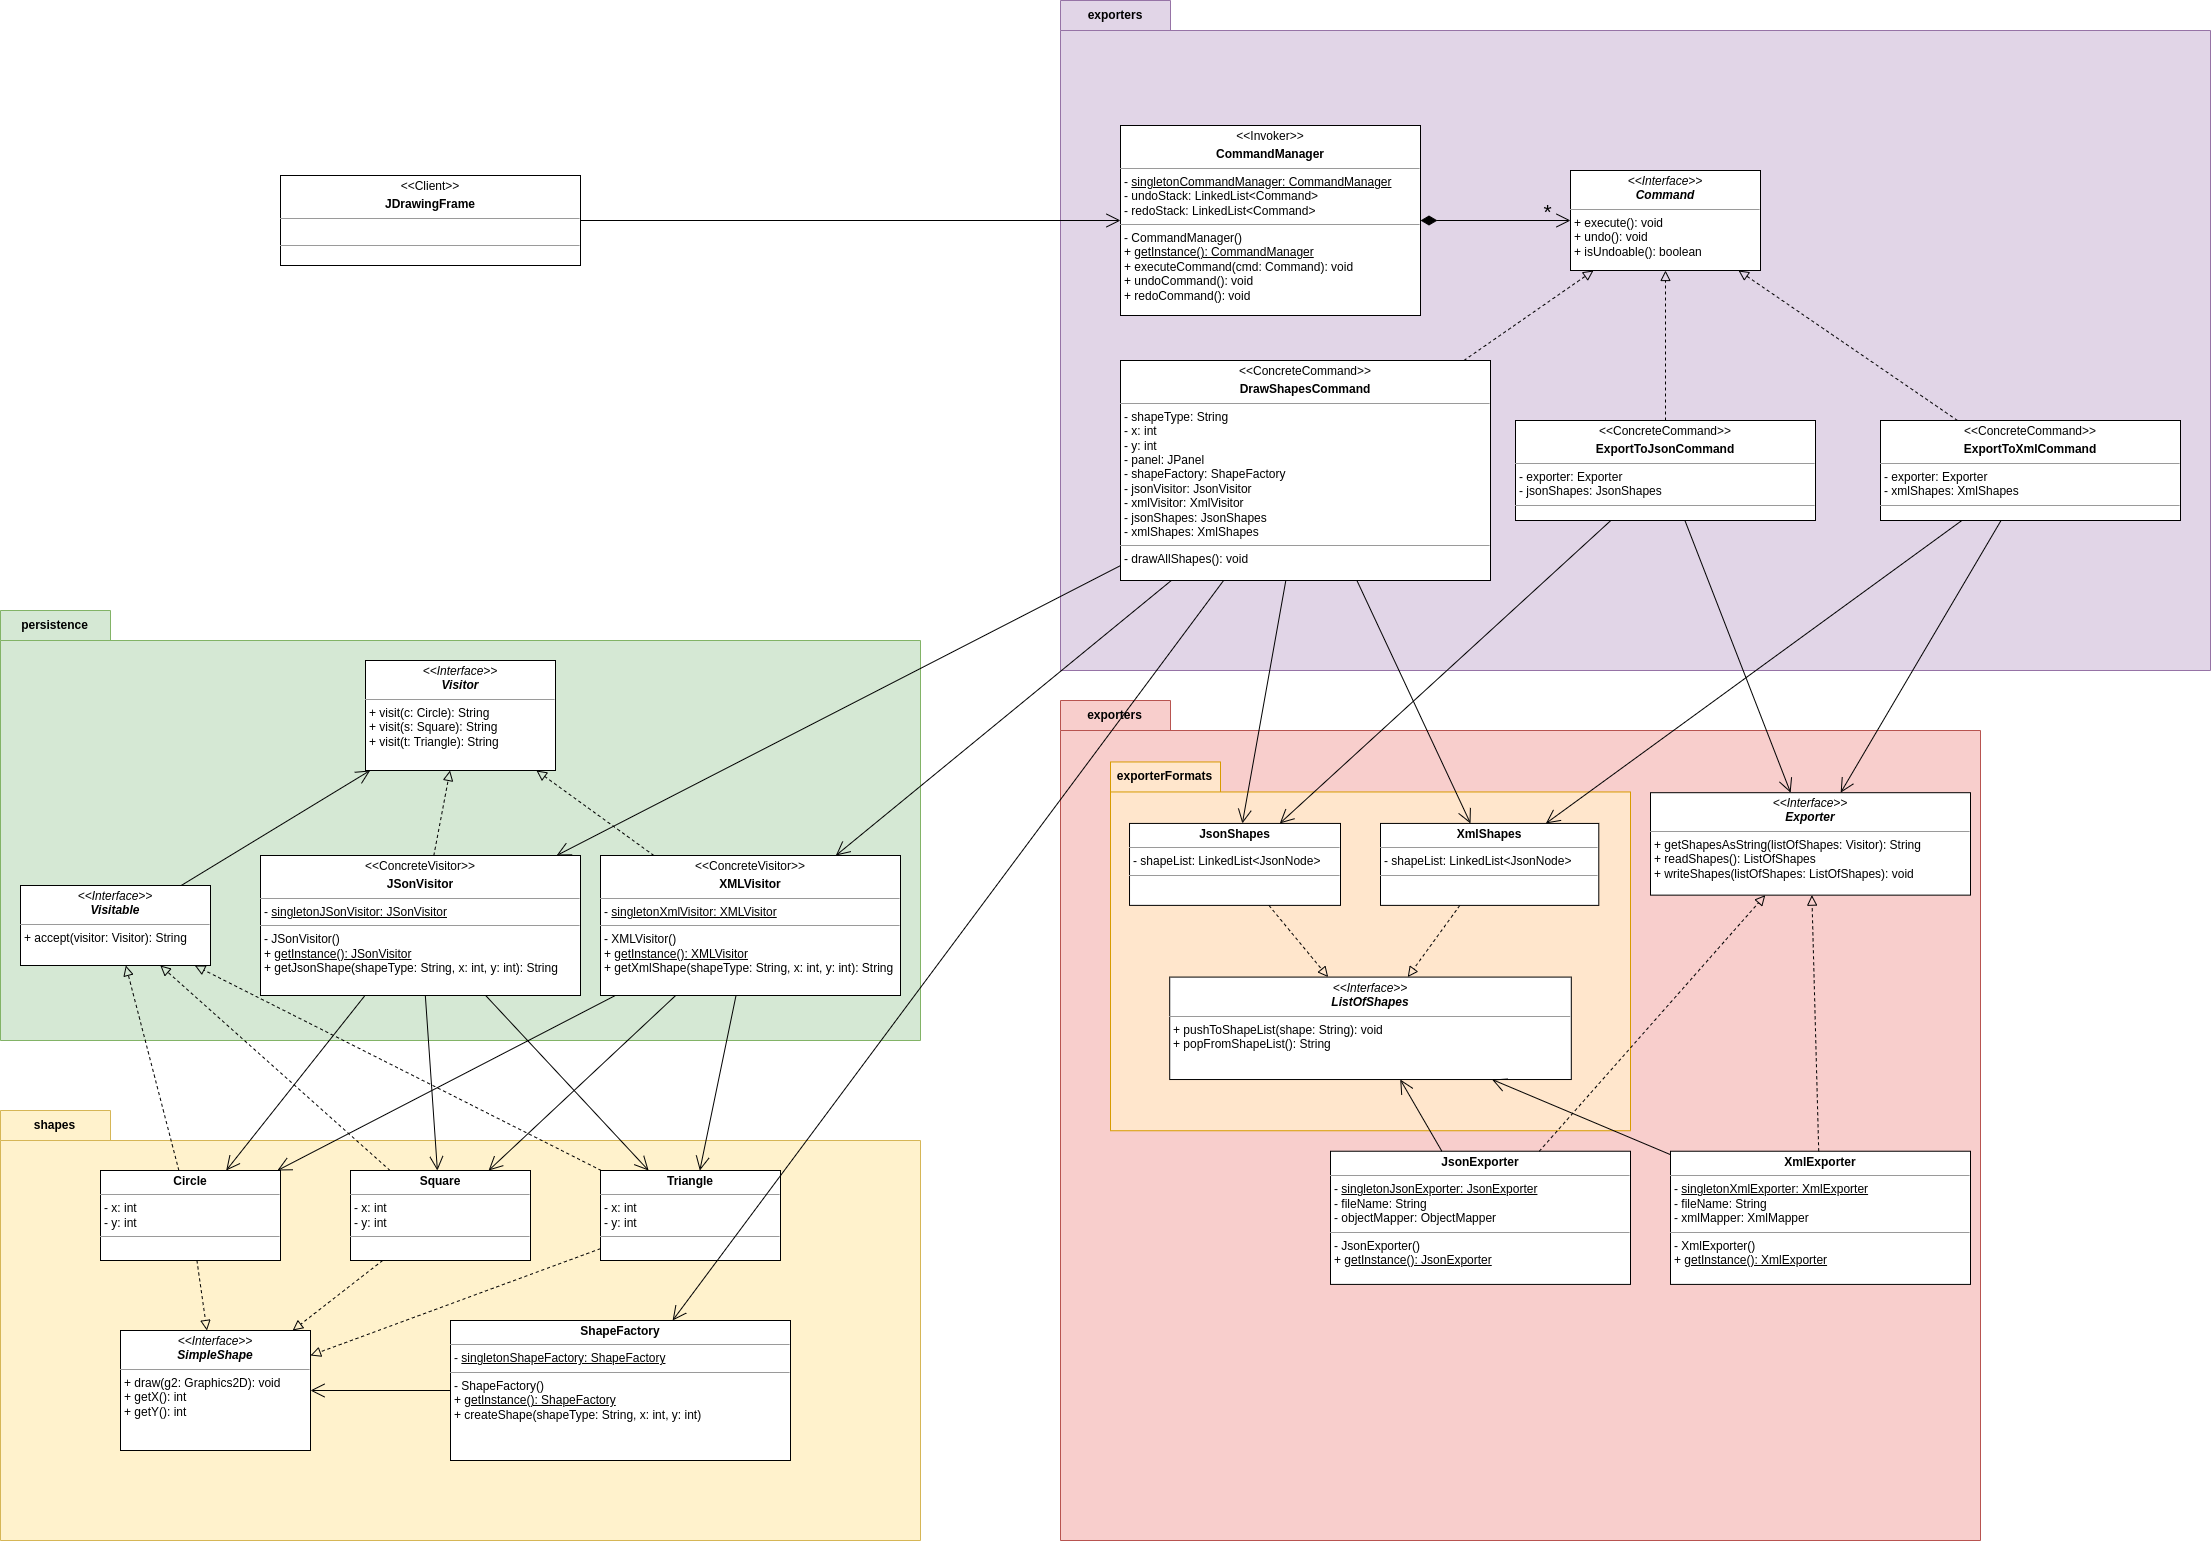 exporters
<<Invoker>>
CommandManager
- singletonCommandManager: CommandManager
- undoStack: LinkedList<Command>
- redoStack: LinkedList<Command>
- CommandManager()
+ getInstance(): CommandManager
+ executeCommand(cmd: Command): void
+ undoCommand(): void
+ redoCommand(): void
*
<<Interface>>
Command
+ execute(): void
+ undo(): void
+ isUndoable(): boolean
<<Client>>
JDrawingFrame
<<ConcreteCommand>>
DrawShapesCommand
- shapeType: String
- x: int
- y: int
- panel: JPanel
- shapeFactory: ShapeFactory
- jsonVisitor: JsonVisitor
- xmlVisitor: XmlVisitor
- jsonShapes: JsonShapes
- xmlShapes: XmlShapes
- drawAllShapes(): void
<<ConcreteCommand>>
ExportToJsonCommand
- exporter: Exporter
- jsonShapes: JsonShapes
<<ConcreteCommand>>
ExportToXmlCommand
- exporter: Exporter
- xmlShapes: XmlShapes
persistence
<<Interface>>
Visitor
+ visit(c: Circle): String
+ visit(s: Square): String
+ visit(t: Triangle): String
<<Interface>>
Visitable
+ accept(visitor: Visitor): String
<<ConcreteVisitor>>
JSonVisitor
- singletonJSonVisitor: JSonVisitor
- JSonVisitor()
+ getInstance(): JSonVisitor
+ getJsonShape(shapeType: String, x: int, y: int): String
<<ConcreteVisitor>>
XMLVisitor
- singletonXmlVisitor: XMLVisitor
- XMLVisitor()
+ getInstance(): XMLVisitor
+ getXmlShape(shapeType: String, x: int, y: int): String
exporters
exporterFormats
JsonShapes
- shapeList: LinkedList<JsonNode>
XmlShapes
- shapeList: LinkedList<JsonNode>
<<Interface>>
Exporter
+ getShapesAsString(listOfShapes: Visitor): String
+ readShapes(): ListOfShapes
+ writeShapes(listOfShapes: ListOfShapes): void
<<Interface>>
ListOfShapes
+ pushToShapeList(shape: String): void
+ popFromShapeList(): String
JsonExporter
- singletonJsonExporter: JsonExporter
- fileName: String
- objectMapper: ObjectMapper
- JsonExporter()
+ getInstance(): JsonExporter
XmlExporter
- singletonXmlExporter: XmlExporter
- fileName: String
- xmlMapper: XmlMapper
- XmlExporter()
+ getInstance(): XmlExporter
shapes
Circle
- x: int
- y: int
Square
- x: int
- y: int
Triangle
- x: int
- y: int
<<Interface>>
SimpleShape
+ draw(g2: Graphics2D): void
+ getX(): int
+ getY(): int
ShapeFactory
- singletonShapeFactory: ShapeFactory
- ShapeFactory()
+ getInstance(): ShapeFactory
+ createShape(shapeType: String, x: int, y: int)